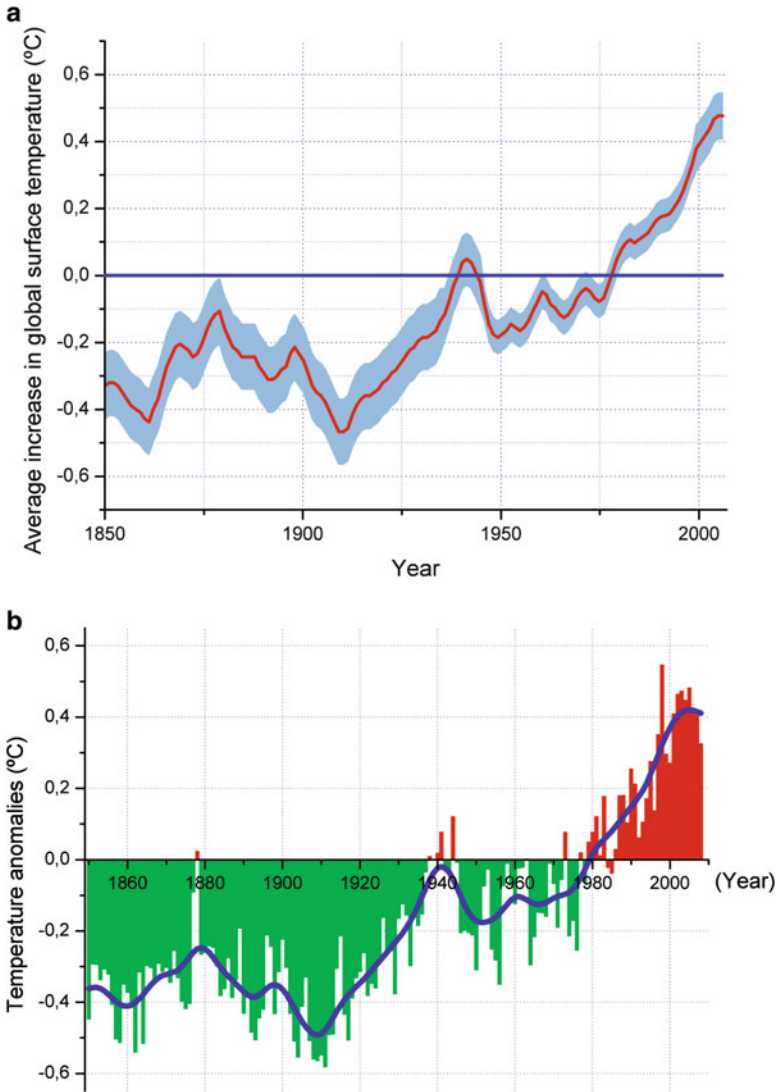 a
Average increase in global surface temperature (ºC)
0,6
0,4
0,2
0,0
-0,2
-0,4
-0,6
1850 1900 1950 2000
Year
b
Temperature anomalies (ºC)
0,6
0,4
0,2
0,0
1860 1880 1900 1920 1940 1960 1980 2000 (Year)
-0,2
-0,4
-0,6